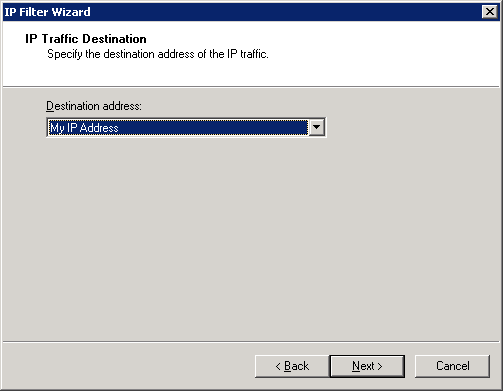 IP Filter Wizard
IP Traffic Destination
Specify the destination address of the IP traffic.
Destination address:
My IP Address
< Back
Next >
Cancel